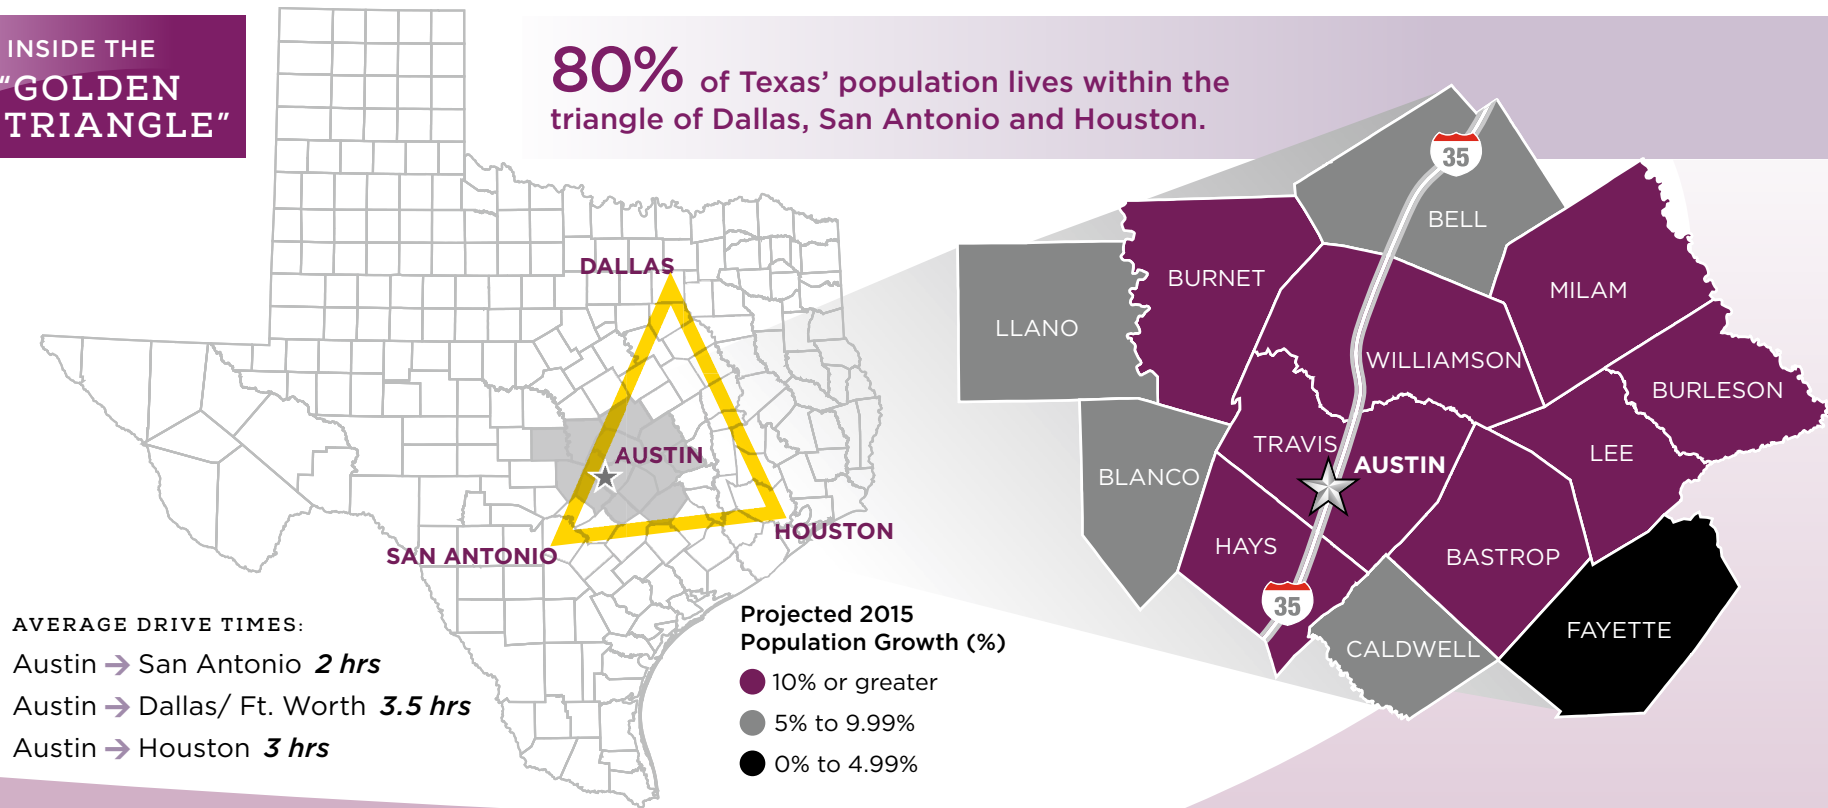 INSIDE THE
“GOLDEN
TRIANGLE”
80% of Texas’ population lives within the
triangle of Dallas, San Antonio and Houston.
DALLAS
AUSTIN
HOUSTON
SAN ANTONIO
AVERAGE DRIVE TIMES:
Austin → San Antonio 2 hrs
Austin → Dallas/ Ft. Worth 3.5 hrs
Austin → Houston 3 hrs
Projected 2015
Population Growth (%)
10% or greater
5% to 9.99%
0% to 4.99%
35
BELL
BURNET
MILAM
LLANO
WILLIAMSON
BURLESON
TRAVIS
LEE
AUSTIN
BLANCO
HAYS
BASTROP
35
FAYETTE
CALDWELL